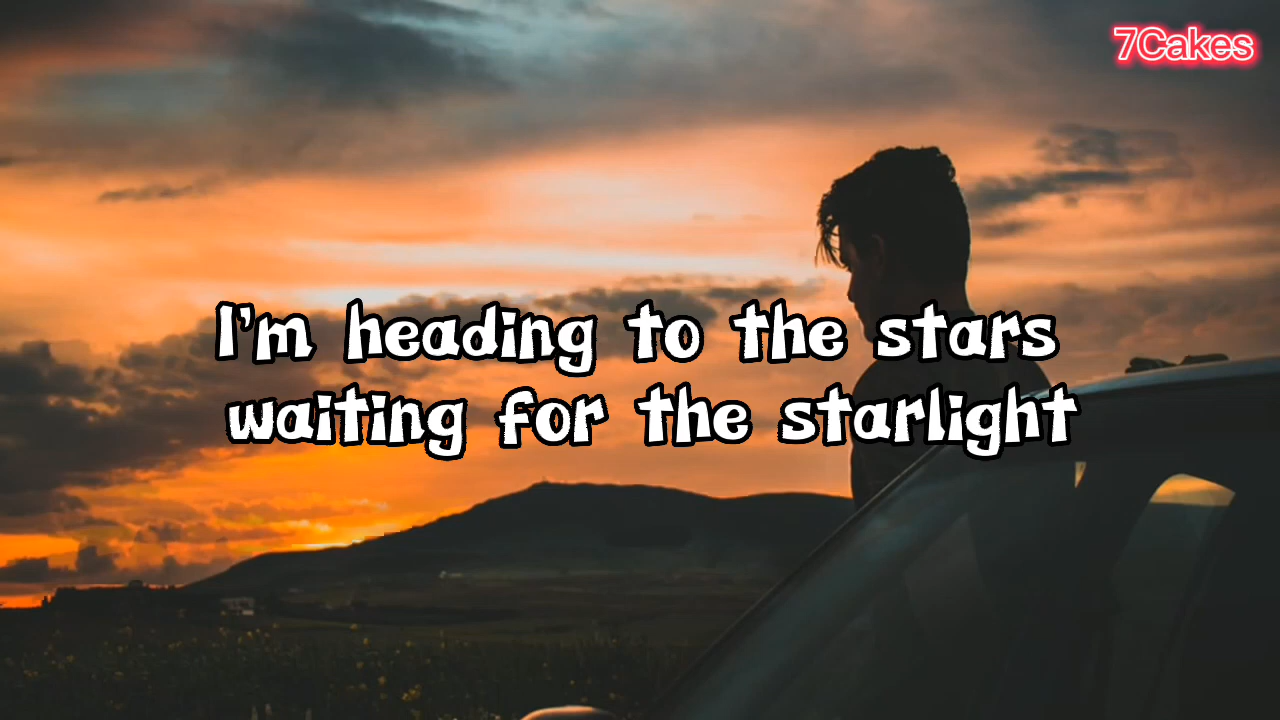 7Cakes
I'm heading to the stars
waiting for the starlight